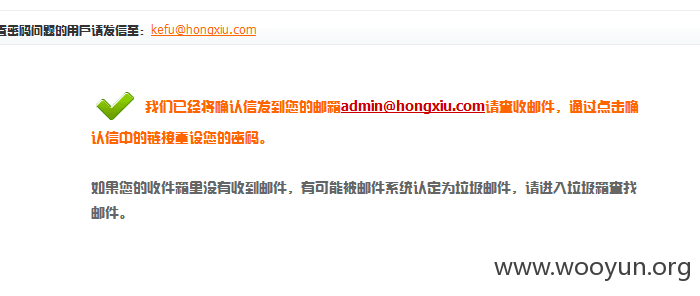 查密码问题的用户请发信至：kefu@hongxiu.com
我们已经将确认信发到您的邮箱admin@hongxiu.com请查收邮件，通过点击确
认信中的链接重设您的密码。
如果您的收件箱里没有收到邮件，有可能被邮件系统认定为垃圾邮件，请进入垃圾箱查找
邮件。
www.wooyun.org